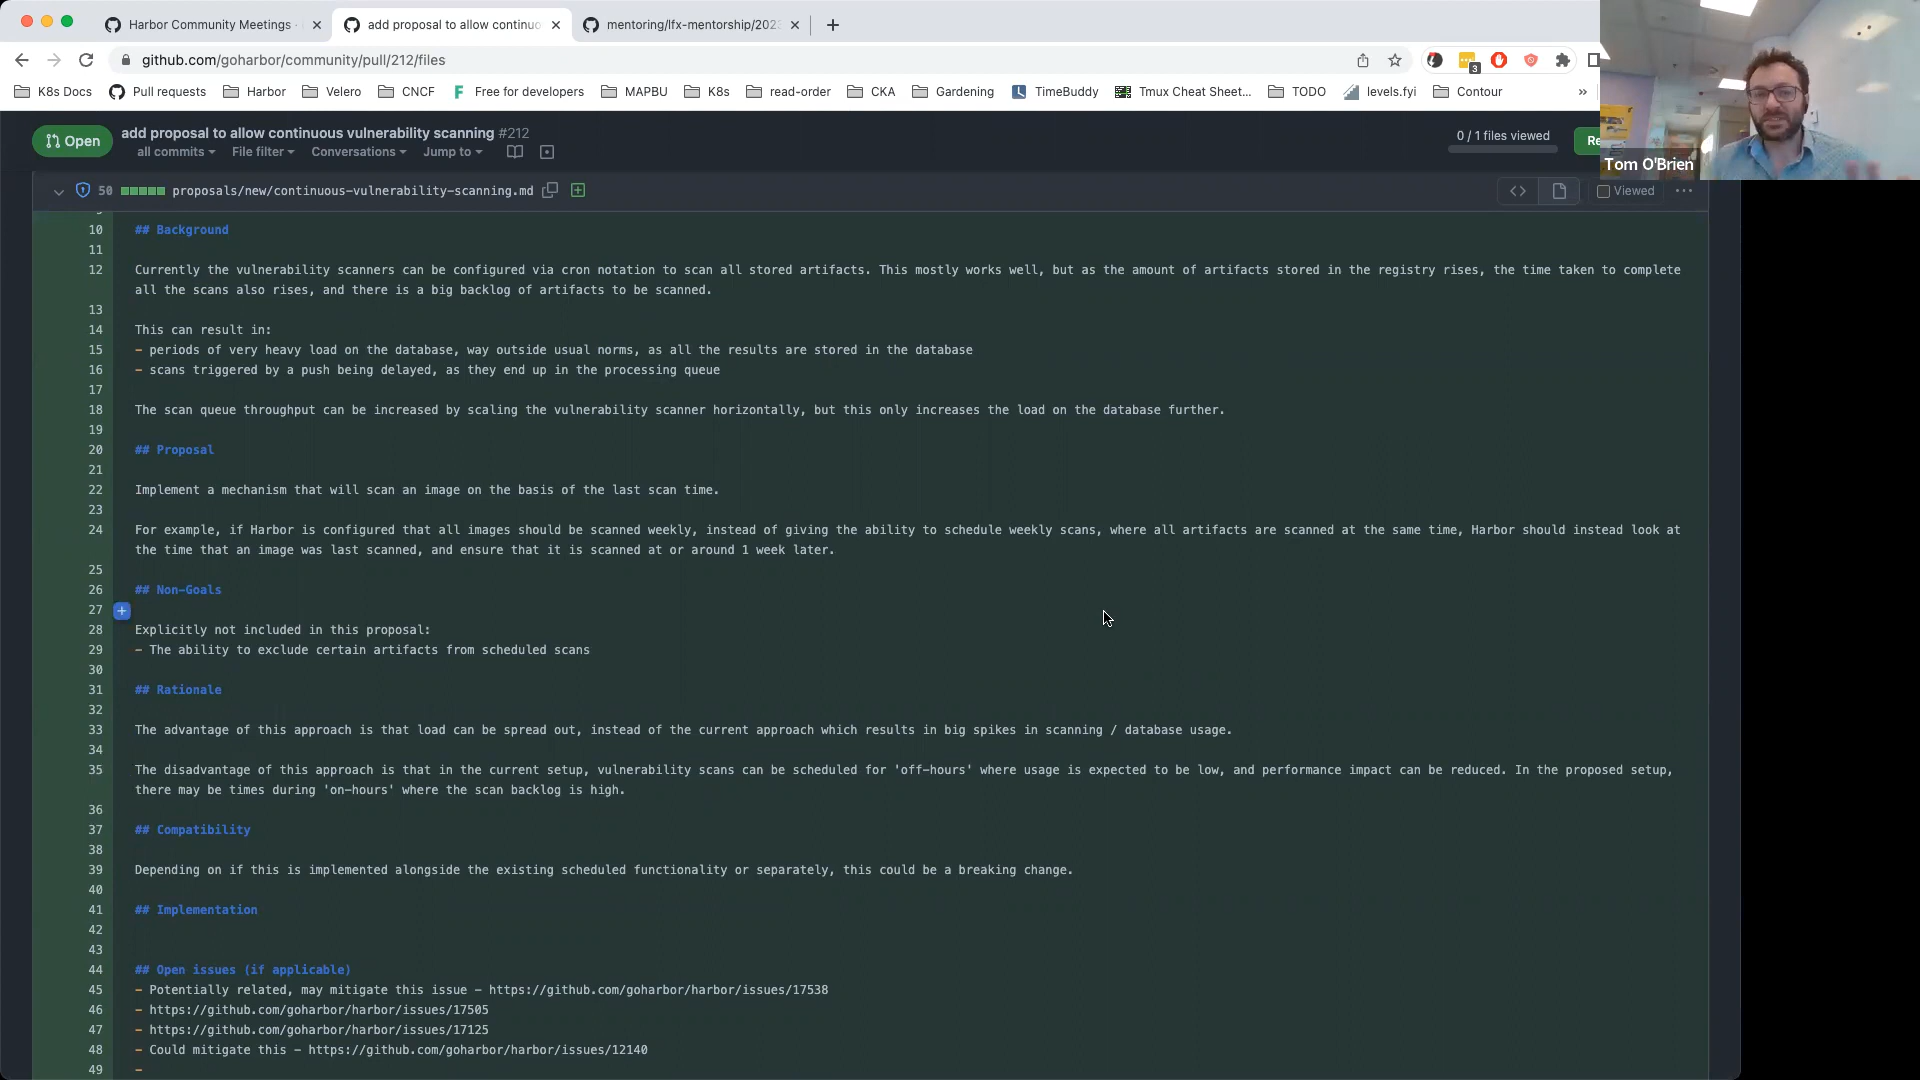 Harbor Community Meetings ·
add proposal to allow continuo
mentoring/lfx-mentorship/202
github.com/goharbor/community/pull/212/files
3
K8s Docs
Pull requests
Harbor
Velero
CNCF
Free for developers
MAPBU
K8s
read-order
CKA
Gardening
TimeBuddy
Tmux Cheat Sheet...
TODO
levels.fyi
Contour
»
Open
add proposal to allow continuous vulnerability scanning #212
all commits
File filter
Conversations
Jump to
0 / 1 files viewed
Re
Tom O'Brien
50 proposals/new/continuous-vulnerability-scanning.md
Viewed
10 ## Background
11
12 Currently the vulnerability scanners can be configured via cron notation to scan all stored artifacts. This mostly works well, but as the amount of artifacts stored in the registry rises, the time taken to complete
all the scans also rises, and there is a big backlog of artifacts to be scanned.
13
14 This can result in:
15 - periods of very heavy load on the database, way outside usual norms, as all the results are stored in the database
16 - scans triggered by a push being delayed, as they end up in the processing queue
17
18 The scan queue throughput can be increased by scaling the vulnerability scanner horizontally, but this only increases the load on the database further.
19
20 ## Proposal
21
22 Implement a mechanism that will scan an image on the basis of the last scan time.
23
24 For example, if Harbor is configured that all images should be scanned weekly, instead of giving the ability to schedule weekly scans, where all artifacts are scanned at the same time, Harbor should instead look at
the time that an image was last scanned, and ensure that it is scanned at or around 1 week later.
25
26 ## Non-Goals
27
28 Explicitly not included in this proposal:
29 - The ability to exclude certain artifacts from scheduled scans
30
31 ## Rationale
32
33 The advantage of this approach is that load can be spread out, instead of the current approach which results in big spikes in scanning / database usage.
34
35 The disadvantage of this approach is that in the current setup, vulnerability scans can be scheduled for 'off-hours' where usage is expected to be low, and performance impact can be reduced. In the proposed setup,
there may be times during 'on-hours' where the scan backlog is high.
36
37 ## Compatibility
38
39 Depending on if this is implemented alongside the existing scheduled functionality or separately, this could be a breaking change.
40
41 ## Implementation
42
43
44 ## Open issues (if applicable)
45 - Potentially related, may mitigate this issue - https://github.com/goharbor/harbor/issues/17538
46 - https://github.com/goharbor/harbor/issues/17505
47 - https://github.com/goharbor/harbor/issues/17125
48 - Could mitigate this - https://github.com/goharbor/harbor/issues/12140
49 -